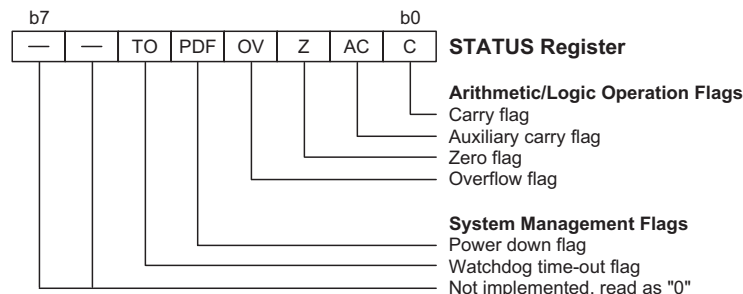 b7 b0
— — TO PDF OV Z AC C STATUS Register
Arithmetic/Logic Operation Flags
Carry flag
Auxiliary carry flag
Zero flag
Overflow flag
System Management Flags
Power down flag
Watchdog time-out flag
Not implemented, read as "0"